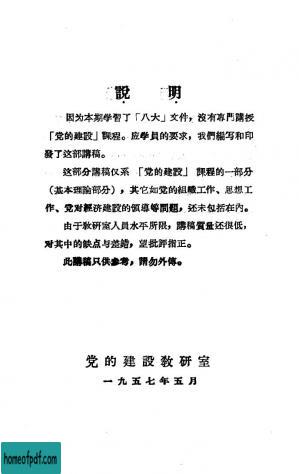 説明
因为本期学習了「八大」文件，沒有專門講授
「党的建設」課程。应學員的要求，我們編写和印
發了这部講稿。
这部分講稿仅系「党的建設」課程的一部分
（基本理論部分），其它如党的組織工作、思想工
作、党对經济建設的領導等問題，还未包括在內。
由于敎研室人員水平所限，講稿質量还很低，
对其中的缺点与差錯，望批評指正。
此講稿只供參考，請勿外傳。
党的建設敎研室
一九五七年五月
homeofpdf.com